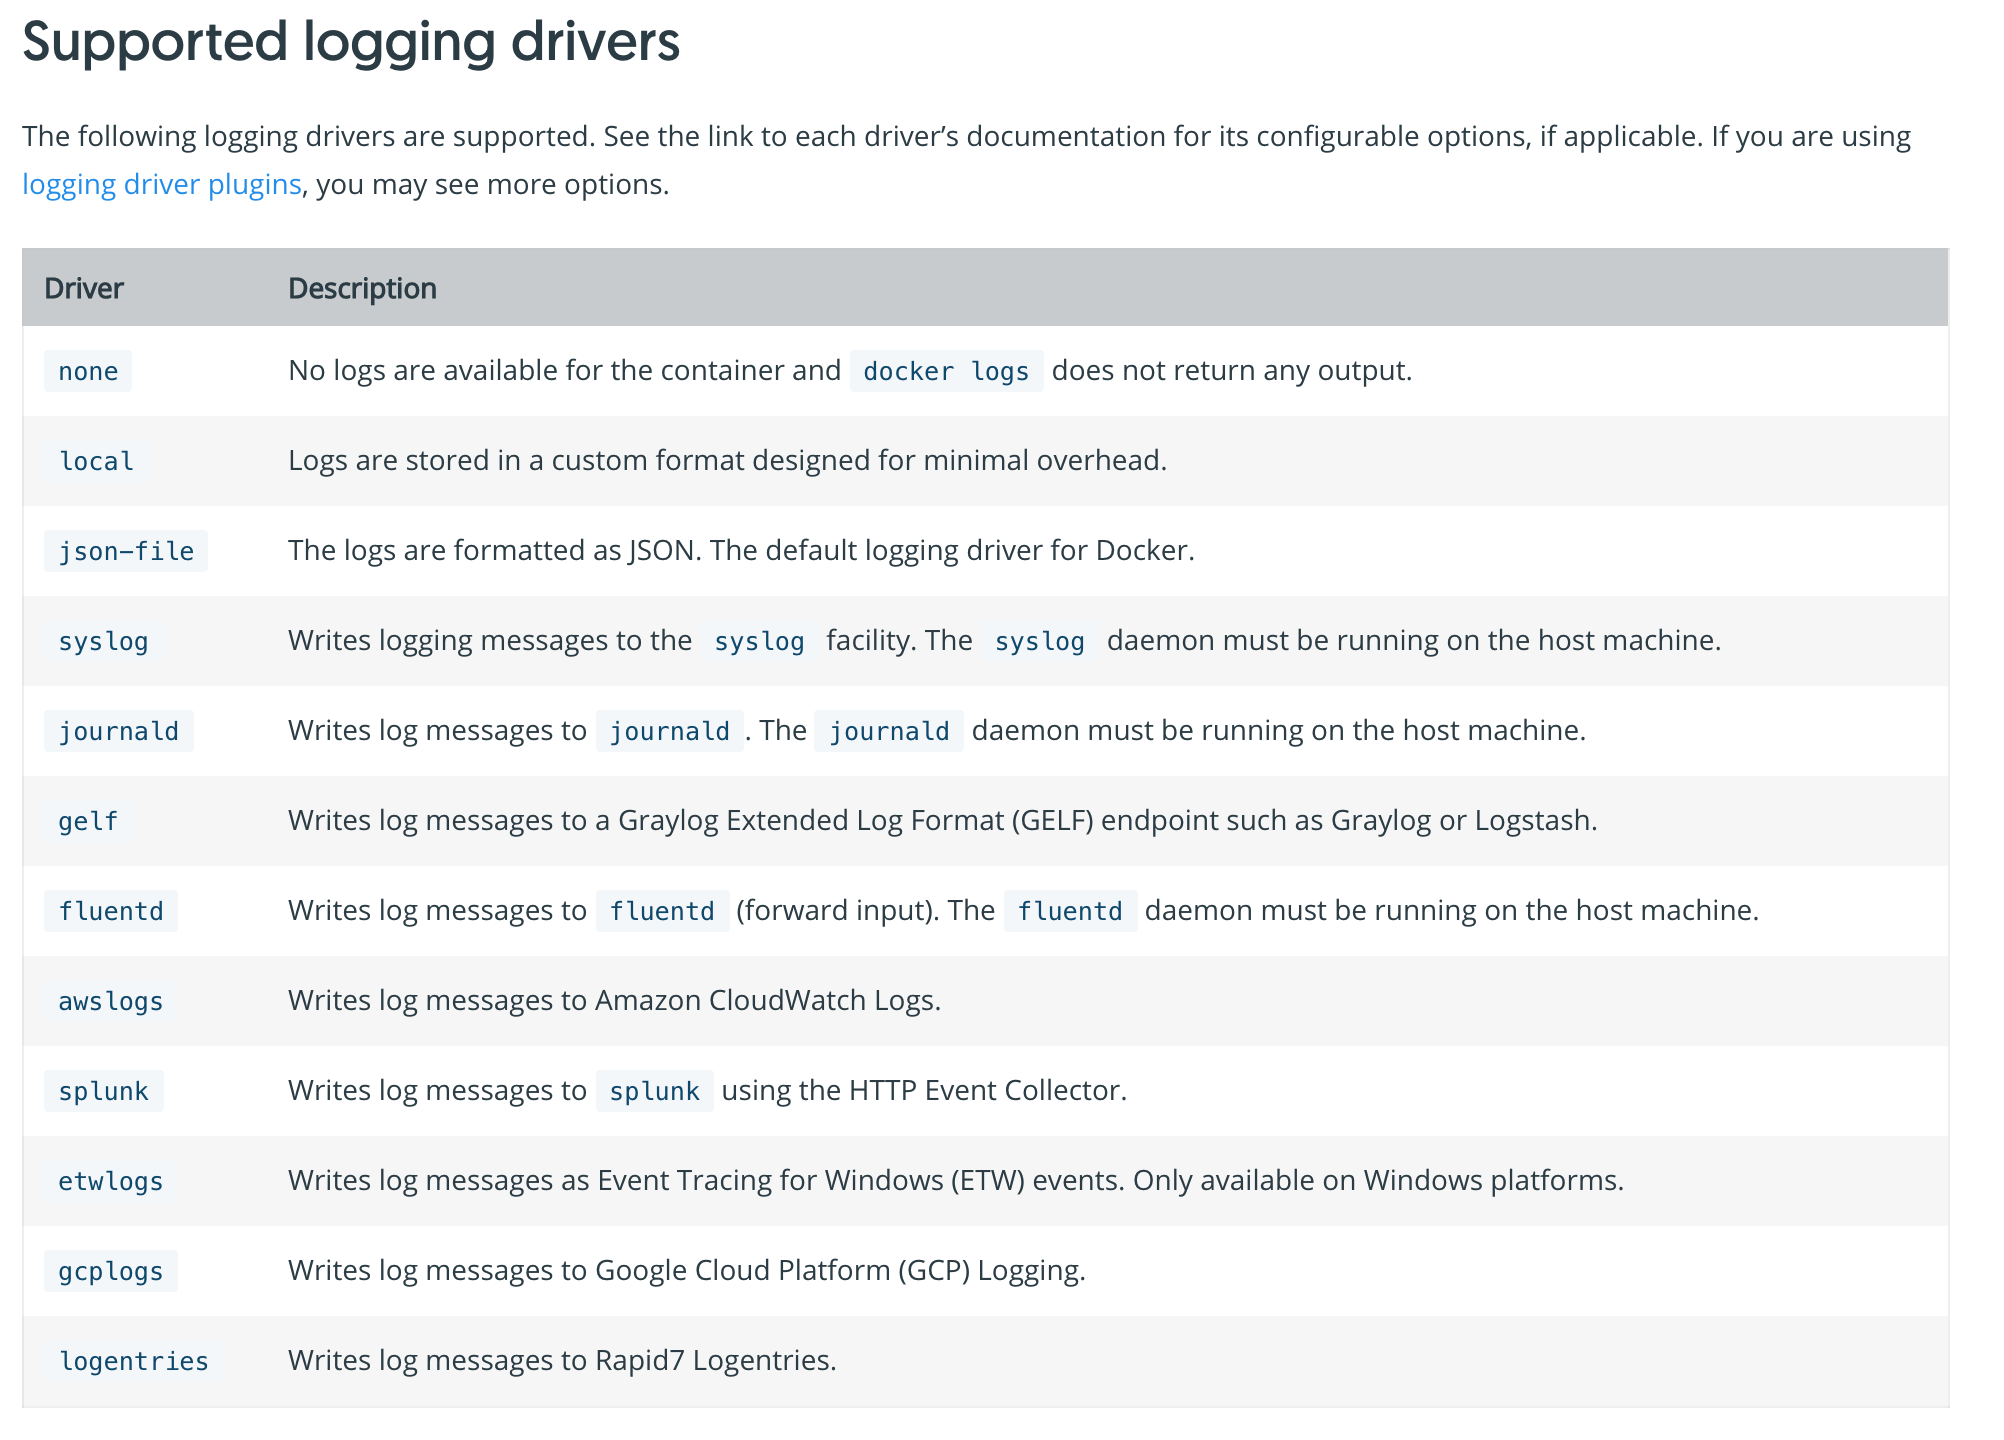 Supported logging drivers
The following logging drivers are supported. See the link to each driver’s documentation for its configurable options, if applicable. If you are using
logging driver plugins, you may see more options.
Driver Description
none No logs are available for the container and docker logs does not return any output.
local Logs are stored in a custom format designed for minimal overhead.
json-file The logs are formatted as JSON. The default logging driver for Docker.
syslog Writes logging messages to the syslog facility. The syslog daemon must be running on the host machine.
journald Writes log messages to journald. The journald daemon must be running on the host machine.
gelf Writes log messages to a Graylog Extended Log Format (GELF) endpoint such as Graylog or Logstash.
fluentd Writes log messages to fluentd (forward input). The fluentd daemon must be running on the host machine.
awslogs Writes log messages to Amazon CloudWatch Logs.
splunk Writes log messages to splunk using the HTTP Event Collector.
etwlogs Writes log messages as Event Tracing for Windows (ETW) events. Only available on Windows platforms.
gcplogs Writes log messages to Google Cloud Platform (GCP) Logging.
logentries Writes log messages to Rapid7 Logentries.